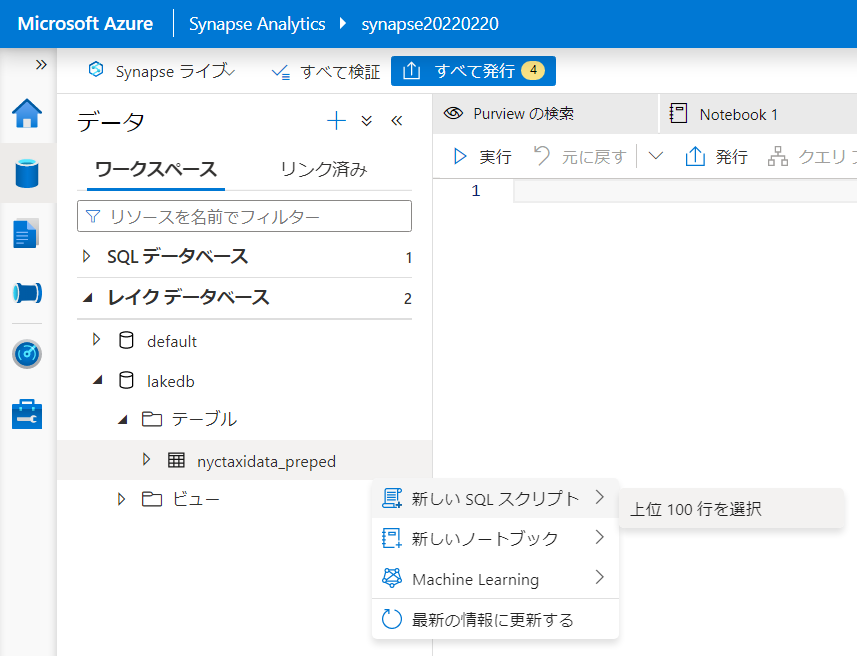 Microsoft Azure Synapse Analytics synapse20220220
Synapse ライブ すべて検証 すべて発行 4
データ
Purview の検索 Notebook 1
ワークスペース リンク済み
実行 元に戻す 発行 クエリ
リソースを名前でフィルター
1
SQL データベース 1
レイク データベース 2
default
lakedb
テーブル
nyctaxidata_preped
ビュー
新しい SQL スクリプト
上位 100 行を選択
新しいノートブック
Machine Learning
最新の情報に更新する